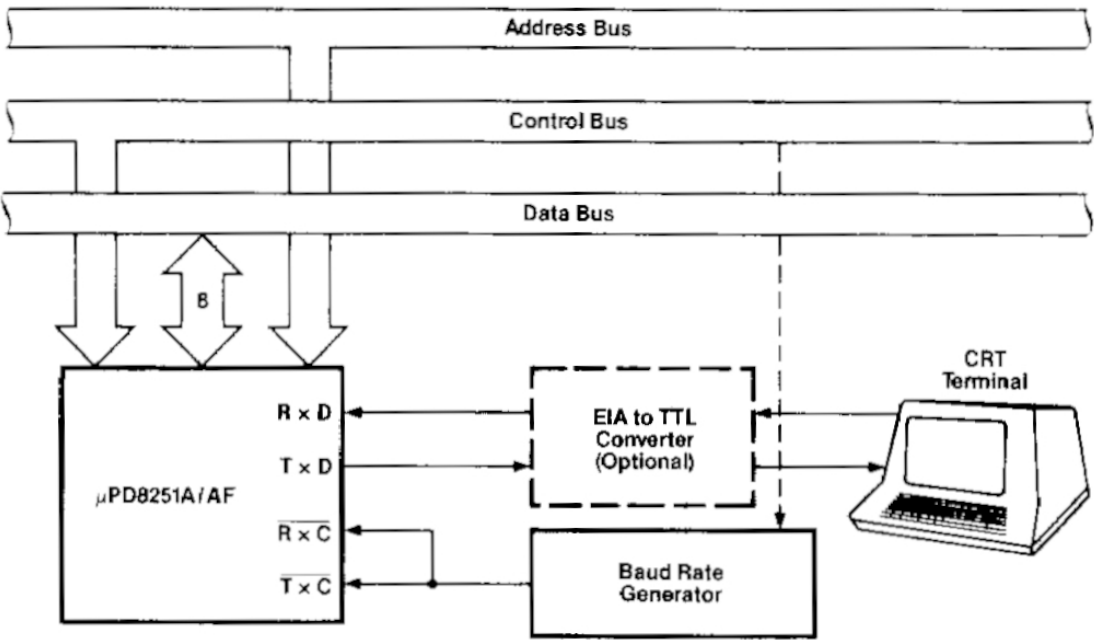 Address Bus
Control Bus
Data Bus
8
CRT
Terminal
R × D
EIA to TTL
Converter
(Optional)
T × D
μPD8251A/AF
R̅ ×̅ C̅
T̅ ×̅ C̅
Baud Rate
Generator